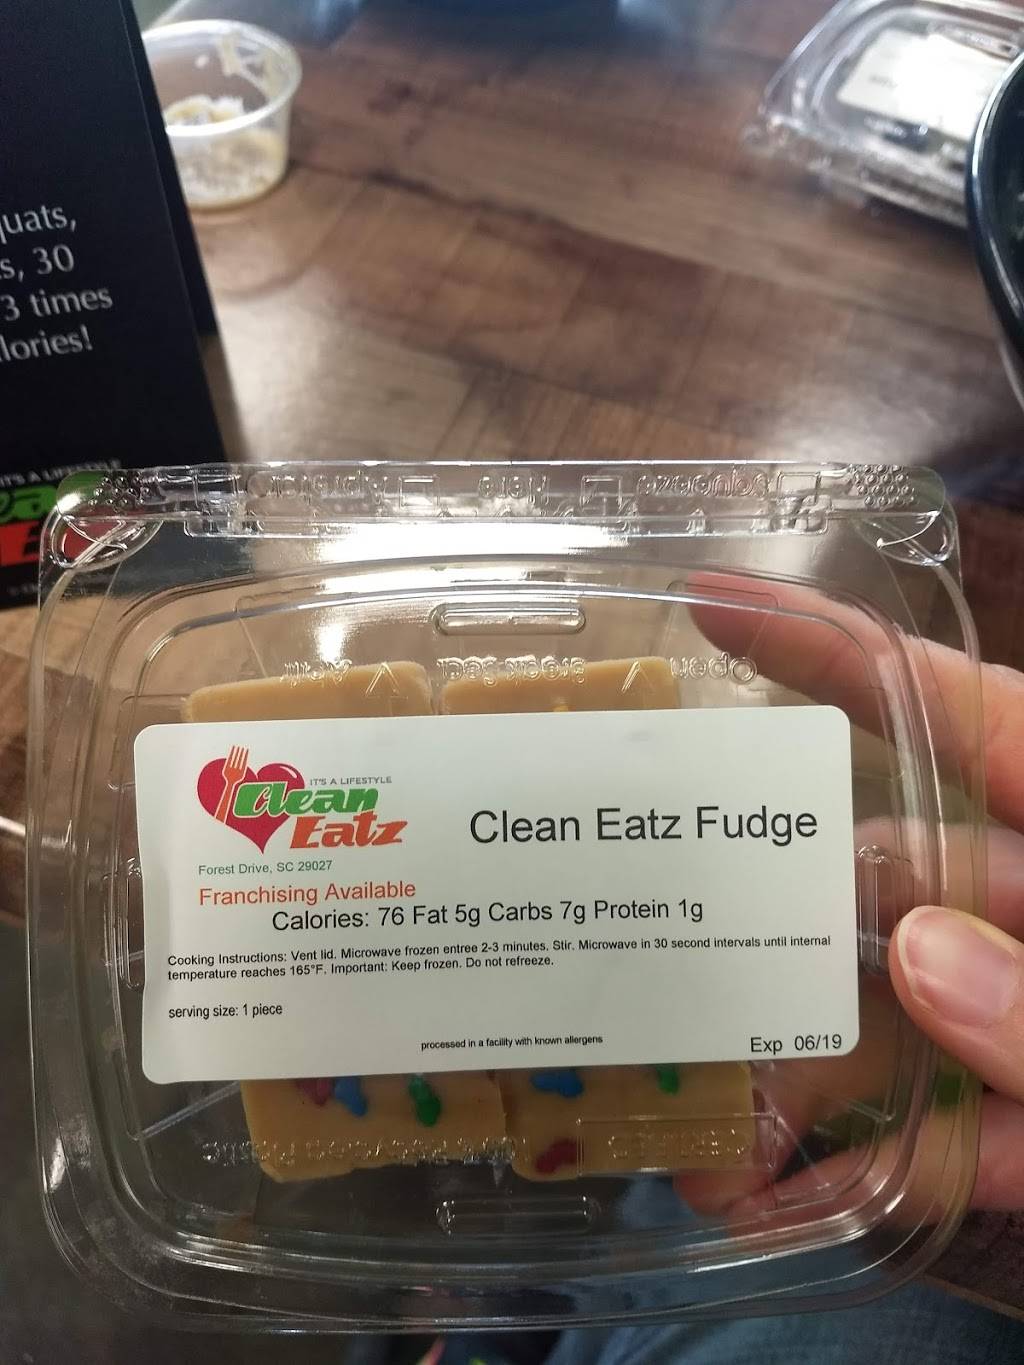 quats,
s, 30
3 times
lories!
IT'S A LIFESTYLE
IT'S A LIFESTYLE
Clean
Eatz
Clean Eatz Fudge
Forest Drive, SC 29027
Franchising Available
Calories: 76 Fat 5g Carbs 7g Protein 1g
Cooking Instructions: Vent lid. Microwave frozen entree 2-3 minutes. Stir. Microwave in 30 second intervals until internal
temperature reaches 165°F. Important: Keep frozen. Do not refreeze.
serving size: 1 piece
processed in a facility with known allergens
Exp 06/19